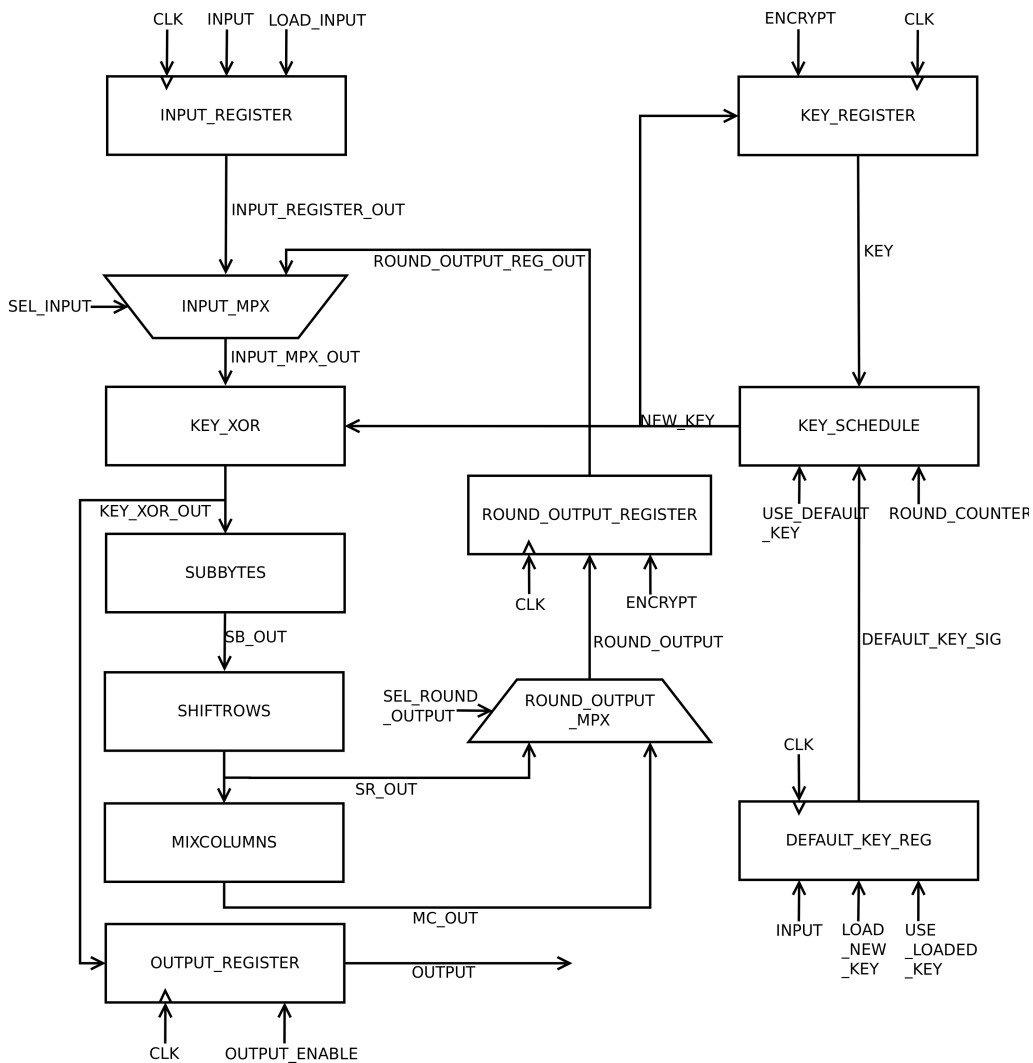 CLK
INPUT
LOAD_INPUT
ENCRYPT
CLK
INPUT_REGISTER
KEY_REGISTER
INPUT_REGISTER_OUT
KEY
ROUND_OUTPUT_REG_OUT
SEL_INPUT
INPUT_MPX
INPUT_MPX_OUT
KEY_XOR
NEW_KEY
KEY_SCHEDULE
KEY_XOR_OUT
ROUND_OUTPUT_REGISTER
USE_DEFAULT
_KEY
ROUND_COUNTER
SUBBYTES
CLK
ENCRYPT
SB_OUT
ROUND_OUTPUT
DEFAULT_KEY_SIG
SEL_ROUND
_OUTPUT
ROUND_OUTPUT
_MPX
SHIFTROWS
CLK
SR_OUT
MIXCOLUMNS
DEFAULT_KEY_REG
MC_OUT
INPUT
LOAD
_NEW
_KEY
USE
_LOADED
_KEY
OUTPUT_REGISTER
OUTPUT
CLK
OUTPUT_ENABLE